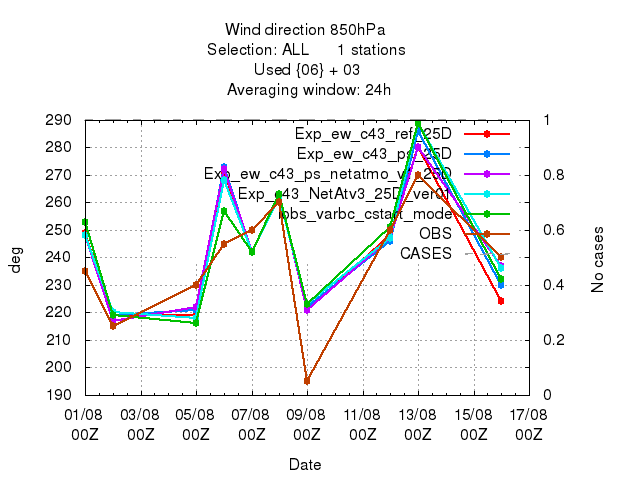 Wind direction 850hPa
Selection: ALL 1 stations
Used {06} + 03
Averaging window: 24h
290 1
Exp_ew_c43_ref_25D
280
Exp_ew_c43_ps_25D
270
Exp_ew_c43_ps_netatmo_v3_25D
0.8
260
Exp_c43_NetAtv3_25D_ver01
lobs_varbc_cstart_mode
250
OBS
0.6
240
CASES
deg
No cases
230 0.4
220
210 0.2
200
190 0
01/08 03/08 05/08 07/08 09/08 11/08 13/08 15/08 17/08
00Z 00Z 00Z 00Z 00Z 00Z 00Z 00Z 00Z
Date